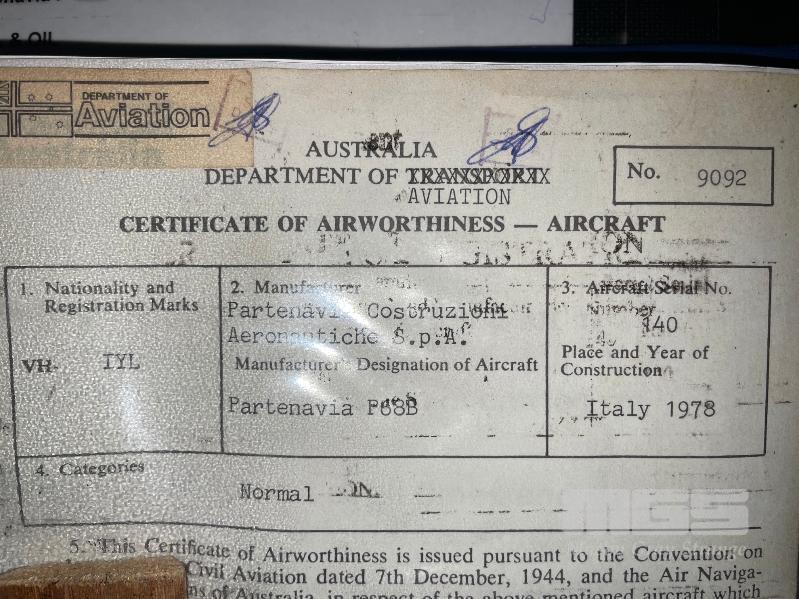 & OIL
DEPARTMENT OF
Aviation
AUSTRALIA
DEPARTMENT OF TRANSPORT
AVIATION
No. 9092
CERTIFICATE OF AIRWORTHINESS — AIRCRAFT
1. Nationality and
Registration Marks
VH- IYL
2. Manufacturer
Partenavia Costruzioni
Aeronautiche S.p.A.
Manufacturer's Designation of Aircraft
Partenavia P68B
3. Aircraft Serial No.
140
Place and Year of
Construction
Italy 1978
4. Categories
Normal
MGS
5. This Certificate of Airworthiness is issued pursuant to the Convention on
Civil Aviation dated 7th December, 1944, and the Air Naviga-
of Australia, in respect of the above mentioned aircraft which